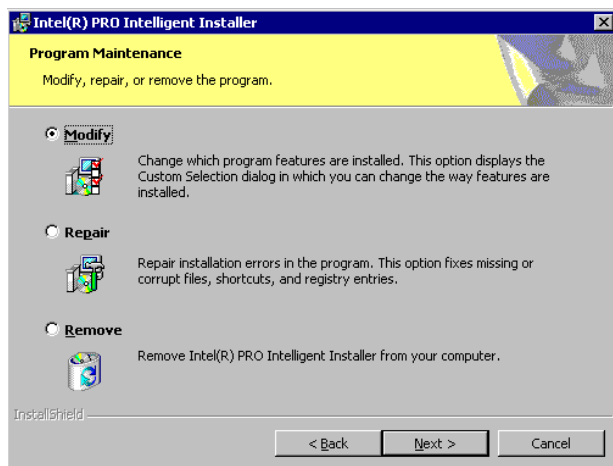 Intel(R) PRO Intelligent Installer
Program Maintenance
Modify, repair, or remove the program.
Modify
Change which program features are installed. This option displays the
Custom Selection dialog in which you can change the way features are
installed.
Repair
Repair installation errors in the program. This option fixes missing or
corrupt files, shortcuts, and registry entries.
Remove
Remove Intel(R) PRO Intelligent Installer from your computer.
InstallShield
< Back Next > Cancel